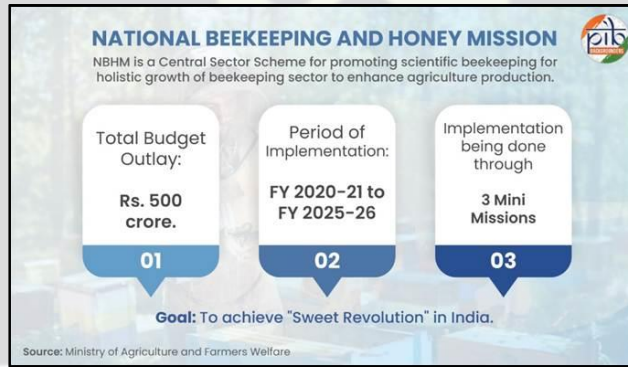 NATIONAL BEEKEEPING AND HONEY MISSION
pib
NBHM is a Central Sector Scheme for promoting scientific beekeeping for
holistic growth of beekeeping sector to enhance agriculture production.
Total Budget
Outlay:
Rs. 500
crore.
01
Period of
Implementation:
FY 2020-21 to
FY 2025-26
02
Implementation
being done
through
3 Mini
Missions
03
Goal: To achieve "Sweet Revolution" in India.
Source: Ministry of Agriculture and Farmers Welfare